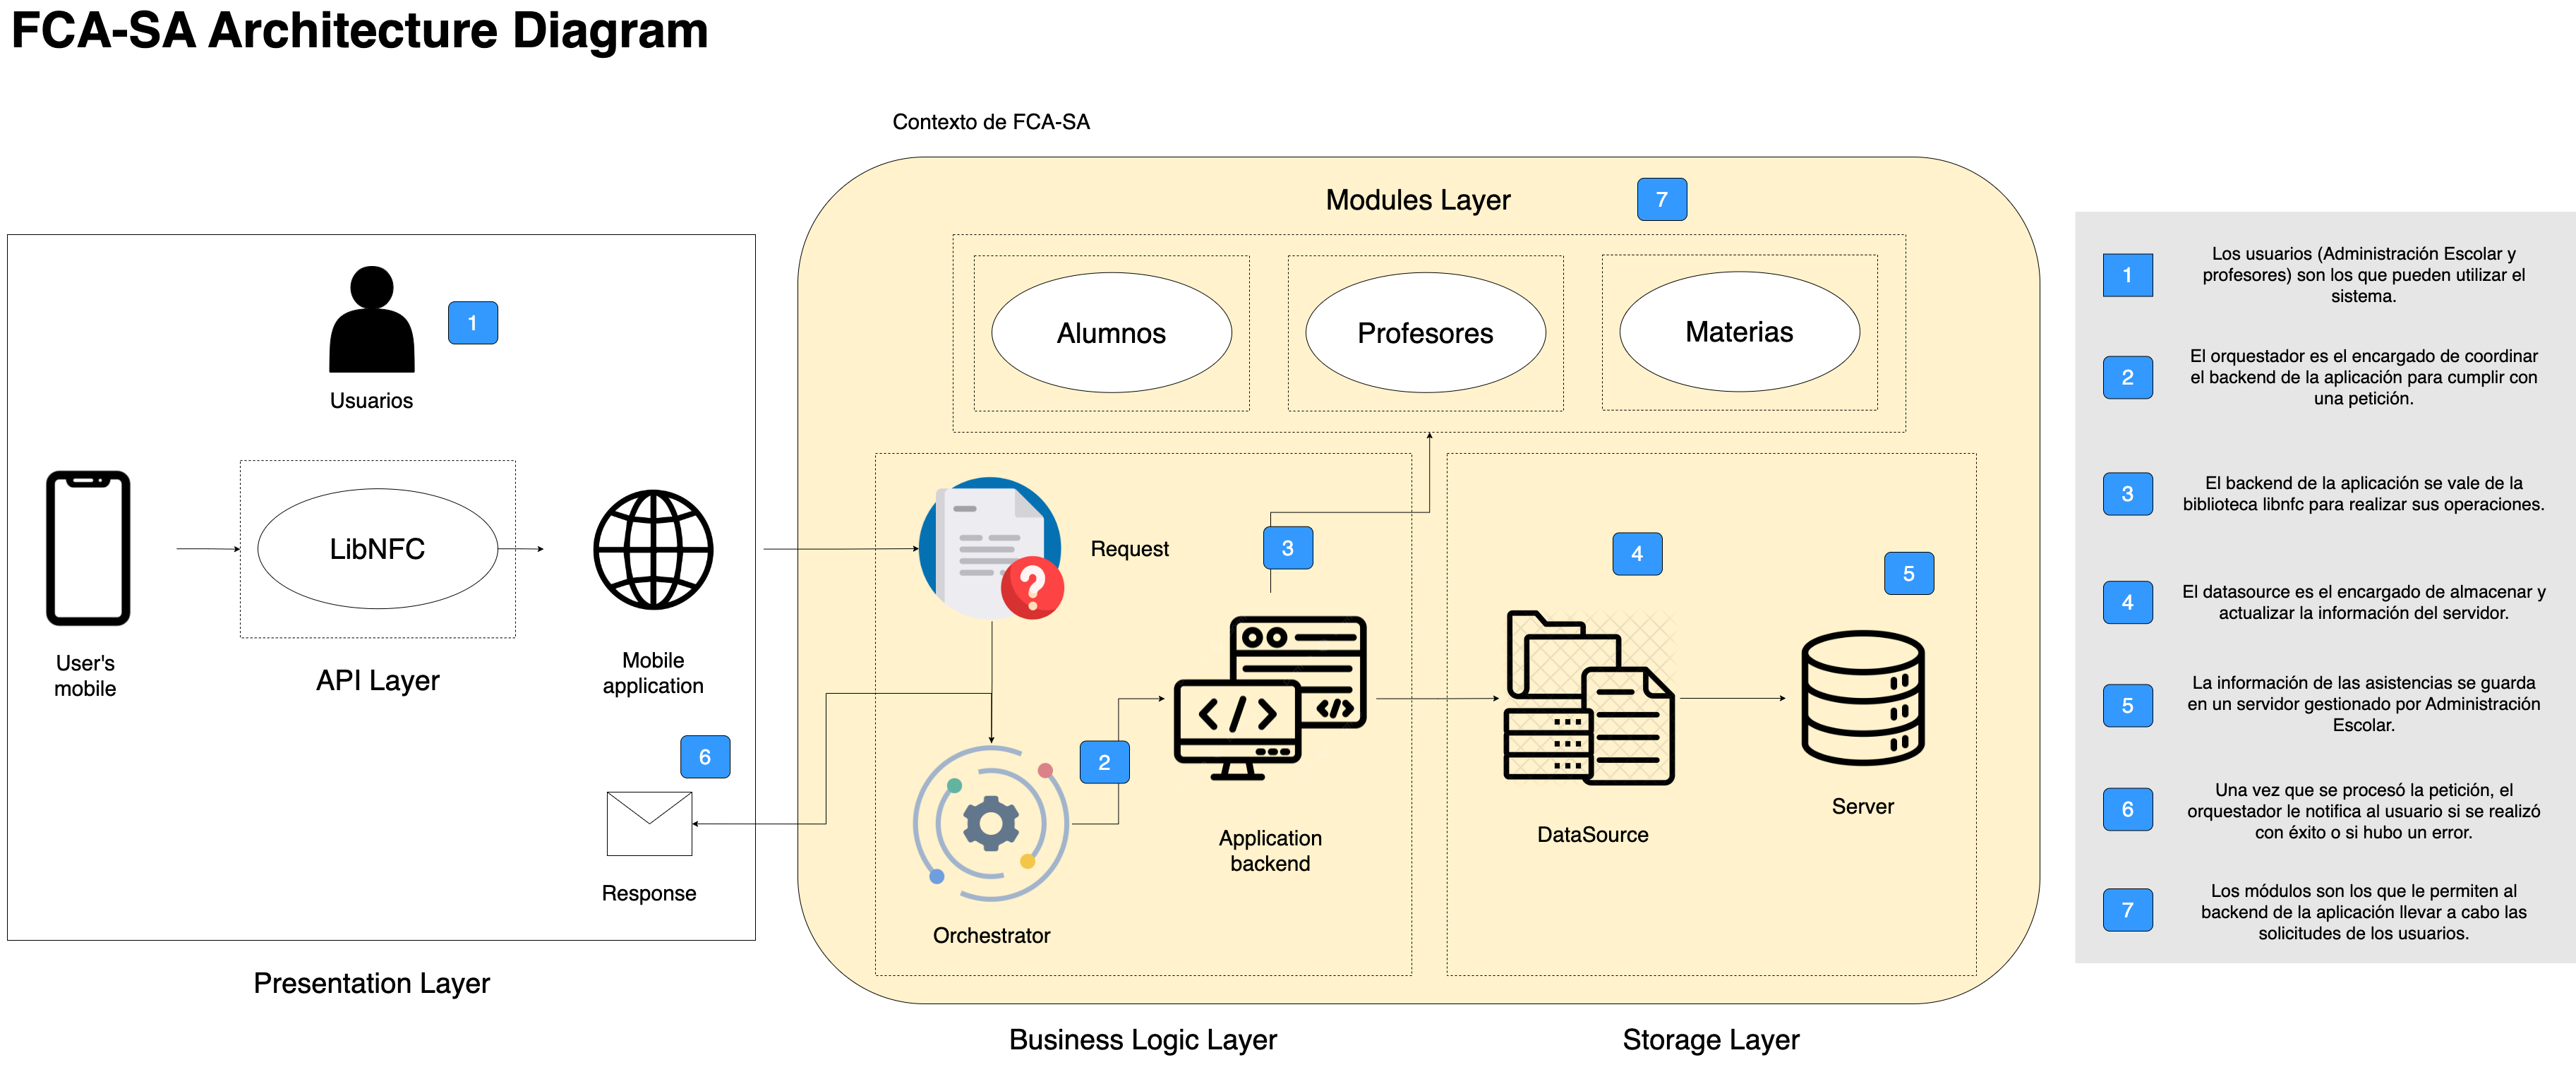 FCA-SA Architecture Diagram
Contexto de FCA-SA
Modules Layer
7
Alumnos
Profesores
Materias
1
Usuarios
User's
mobile
LibNFC
API Layer
Mobile
application
6
Response
Presentation Layer
Request
3
2
Orchestrator
Application
backend
Business Logic Layer
4
DataSource
5
Server
Storage Layer
1
Los usuarios (Administración Escolar y
profesores) son los que pueden utilizar el
sistema.
2
El orquestador es el encargado de coordinar
el backend de la aplicación para cumplir con
una petición.
3
El backend de la aplicación se vale de la
biblioteca libnfc para realizar sus operaciones.
4
El datasource es el encargado de almacenar y
actualizar la información del servidor.
5
La información de las asistencias se guarda
en un servidor gestionado por Administración
Escolar.
6
Una vez que se procesó la petición, el
orquestador le notifica al usuario si se realizó
con éxito o si hubo un error.
7
Los módulos son los que le permiten al
backend de la aplicación llevar a cabo las
solicitudes de los usuarios.